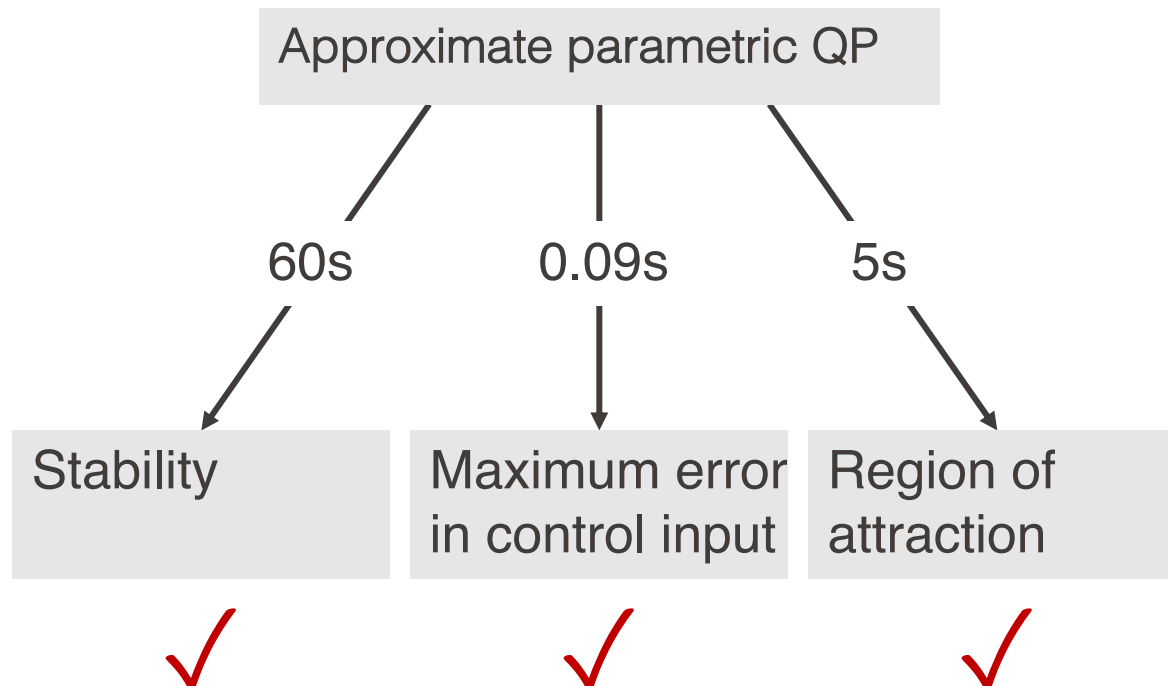 Approximate parametric QP
60s
0.09s
5s
Stability
Maximum error
in control input
Region of
attraction